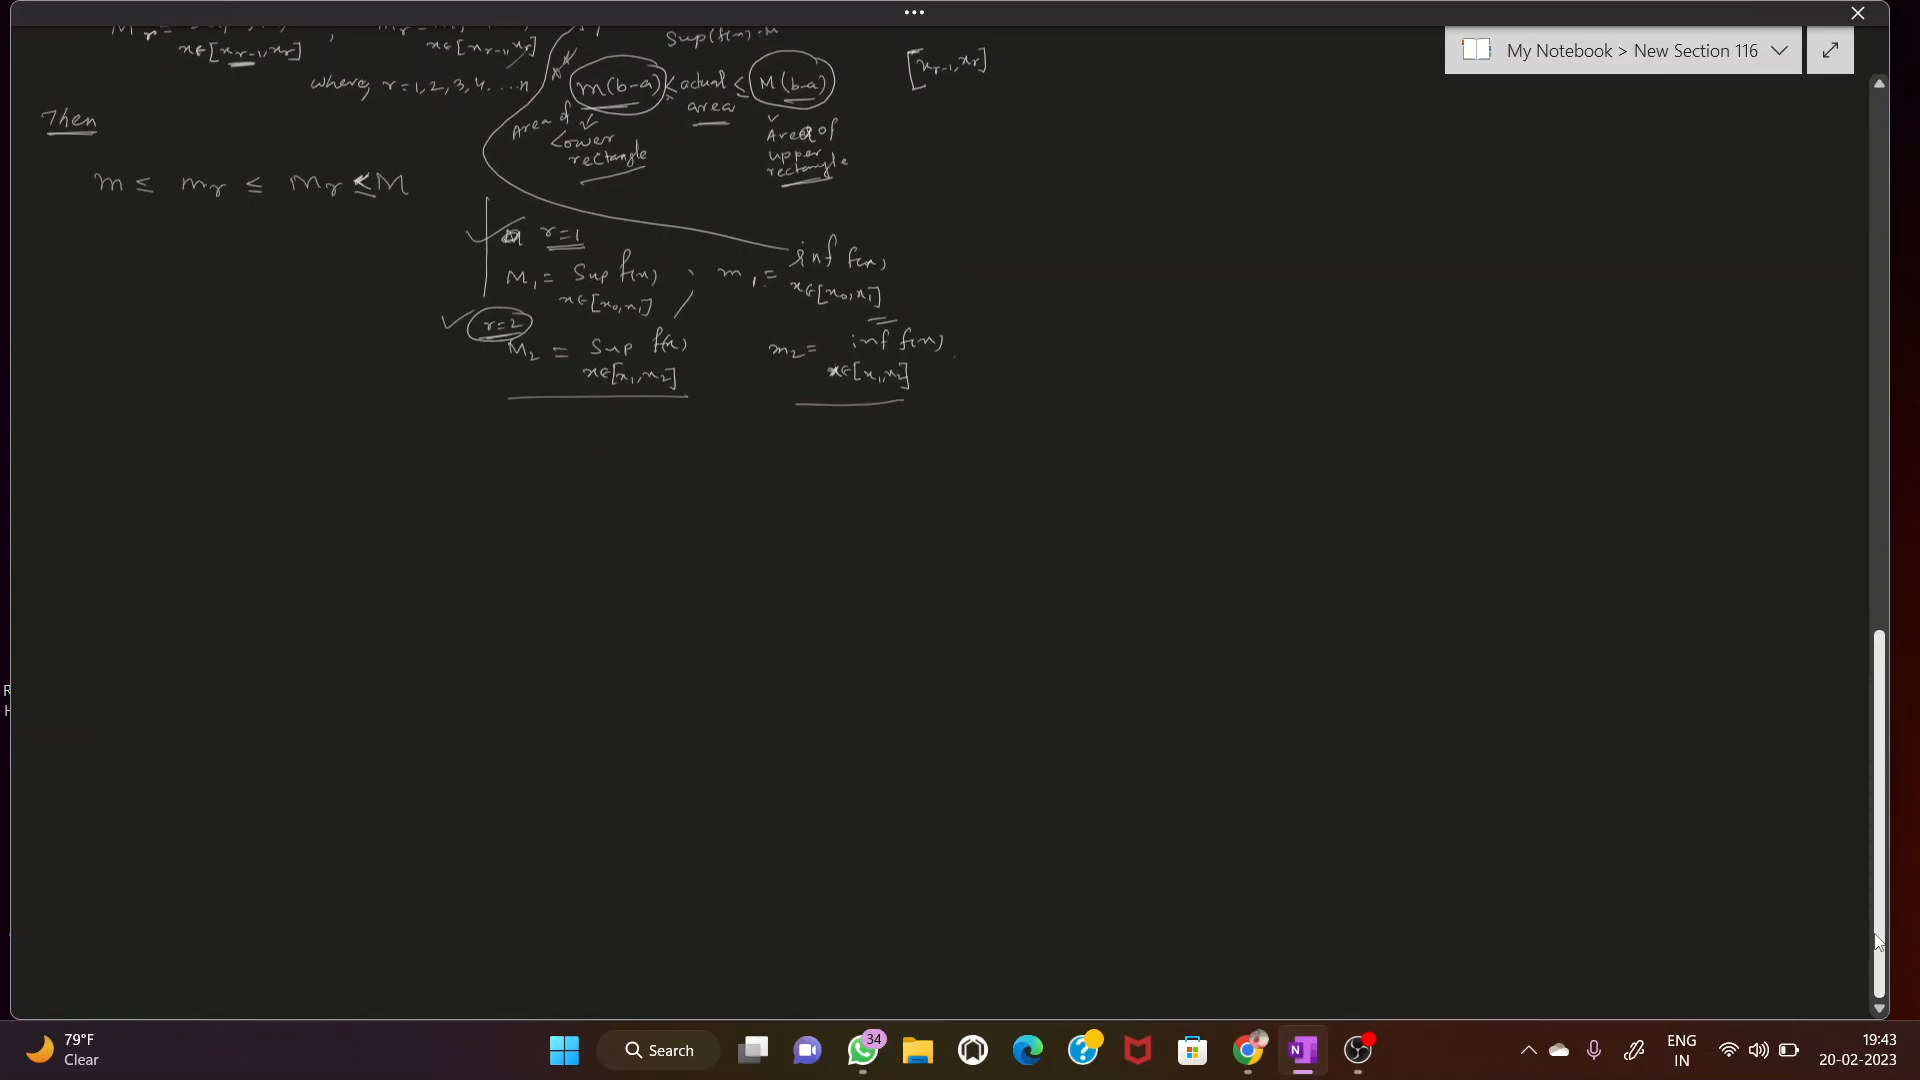 ...
My Notebook > New Section 116
x∈[x_{r-1}, x_r] , x∈[x_{r-1}, x_r]
Sup(f(x)=M
where, r=1,2,3,4, ...n
m(b-a) ≤ actual area ≤ M(b-a)
[x_{r-1}, x_r]
Area of Lower rectangle
Area of upper rectangle
Then
m ≤ m_r ≤ M_r ≤ M
r=1
M_1 = Sup f(x) , m_1 = inf f(x)
x∈[x_0, x_1] x∈[x_0, x_1]
r=2
M_2 = Sup f(x) m_2 = inf f(x)
x∈[x_1, x_2] x∈[x_1, x_2]
R
H
79°F
Clear
Search
34
ENG
IN
19:43
20-02-2023